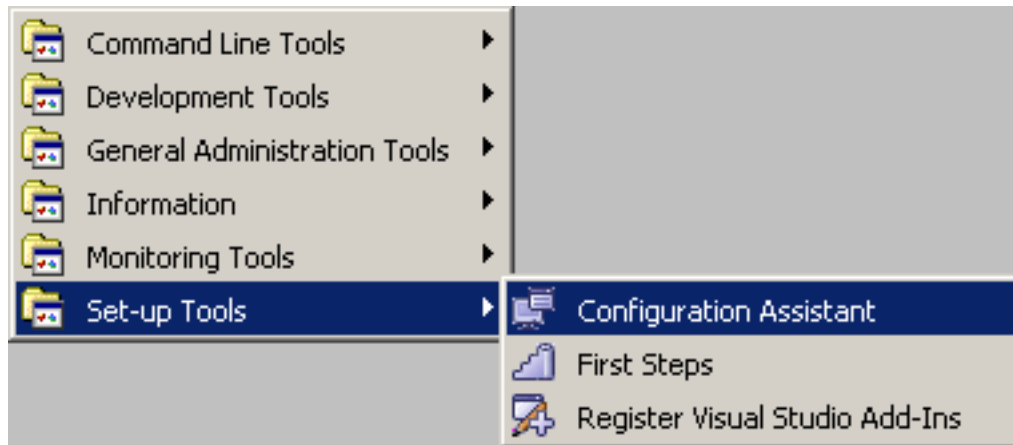 Command Line Tools
Development Tools
General Administration Tools
Information
Monitoring Tools
Set-up Tools
Configuration Assistant
First Steps
Register Visual Studio Add-Ins